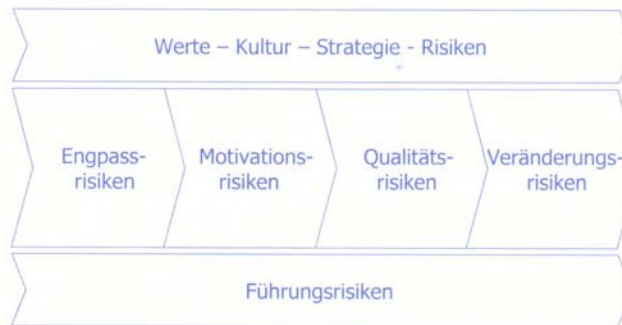 Werte – Kultur – Strategie - Risiken
Engpass-
risiken
Motivations-
risiken
Qualitäts-
risiken
Veränderungs-
risiken
Führungsrisiken